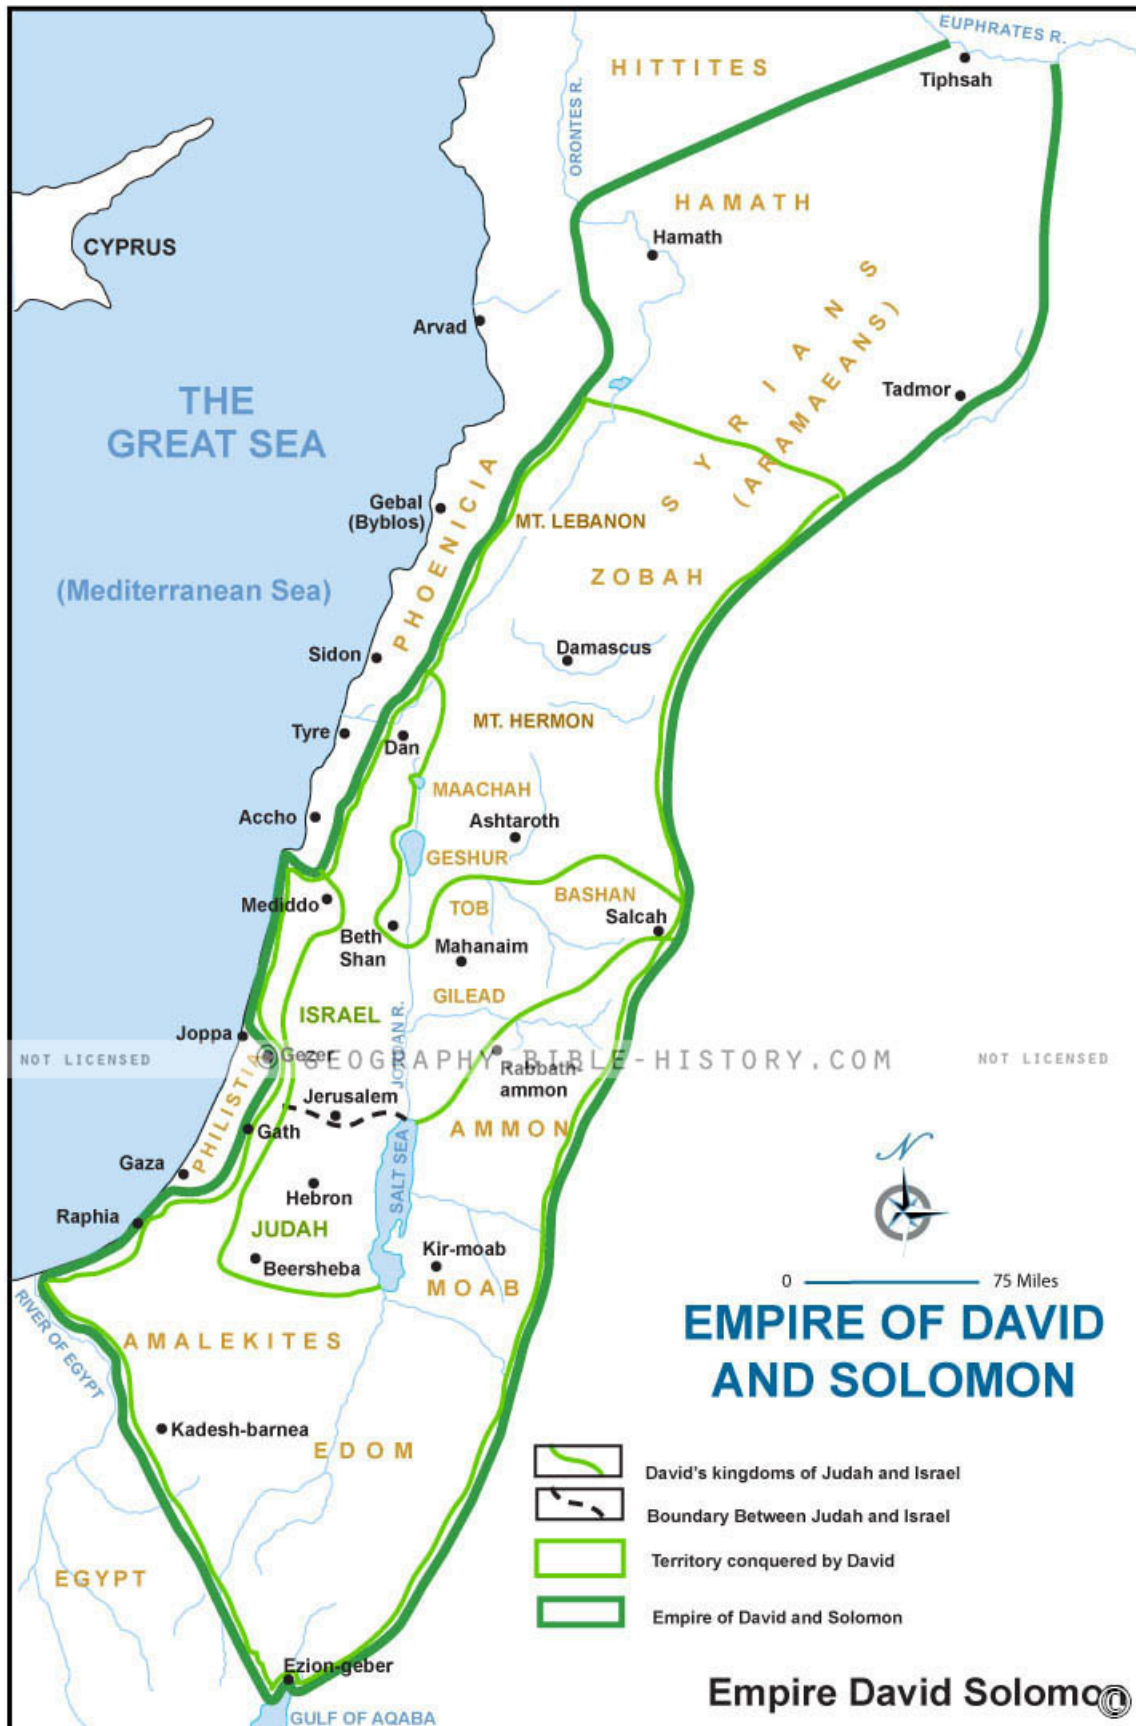 EUPHRATES R.
HITTITES
Tiphsah
ORONTES R.
HAMATH
Hamath
CYPRUS
Arvad
SYRIANS
(ARAMAEANS)
Tadmor
THE
GREAT SEA
Gebal
(Byblos)
PHOENICIA
MT. LEBANON
ZOBAH
(Mediterranean Sea)
Sidon
Damascus
Tyre
Dan
MT. HERMON
MAACHAH
Accho
Ashtaroth
GESHUR
BASHAN
Mediddo
TOB
Salcah
Beth
Shan
Mahanaim
GILEAD
ISRAEL
JORDAN R.
Joppa
NOT LICENSED
© GEOGRAPHY-BIBLE-HISTORY.COM
NOT LICENSED
Gezer
Rabbath-
ammon
PHILISTIA
Jerusalem
AMMON
Gath
SALT SEA
Gaza
N
Hebron
Raphia
JUDAH
Beersheba
Kir-moab
MOAB
0 75 Miles
RIVER OF EGYPT
AMALEKITES
EMPIRE OF DAVID
AND SOLOMON
Kadesh-barnea
EDOM
David's kingdoms of Judah and Israel
Boundary Between Judah and Israel
Territory conquered by David
EGYPT
Empire of David and Solomon
Ezion-geber
GULF OF AQABA
Empire David Solomon
©